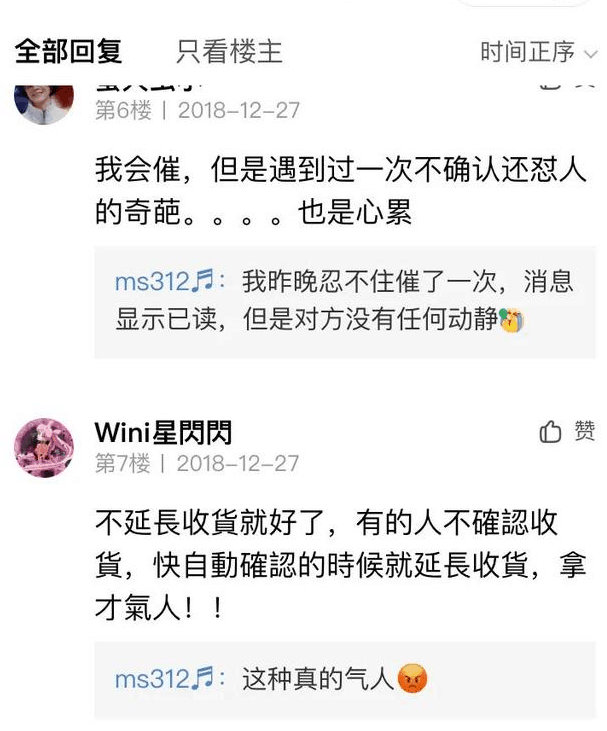 全部回复 只看楼主 时间正序
第6楼 | 2018-12-27
我会催，但是遇到过一次不确认还怼人
的奇葩。。。。也是心累
ms312🎵：我昨晚忍不住催了一次，消息
显示已读，但是对方没有任何动静
Wini星閃閃 赞
第7楼 | 2018-12-27
不延長收貨就好了，有的人不確認收
貨，快自動確認的時候就延長收貨，拿
才氣人！！
ms312🎵：这种真的气人😡